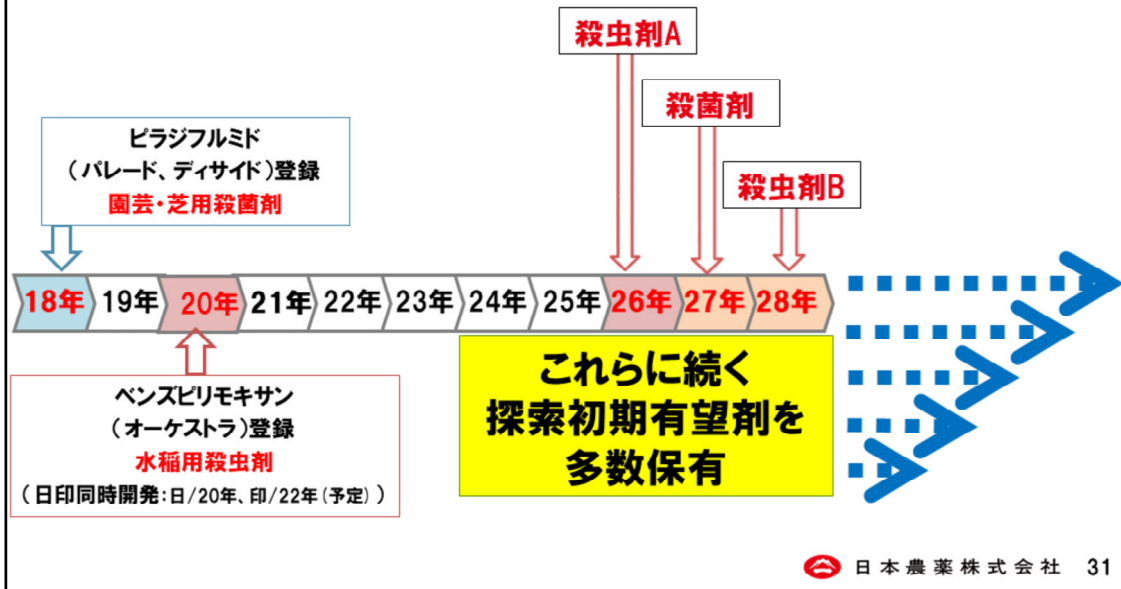 殺虫剤A
殺菌剤
殺虫剤B
ピラジフルミド
(パレード、ディサイド)登録
園芸・芝用殺菌剤
18年 19年 20年 21年 22年 23年 24年 25年 26年 27年 28年
ベンズピリモキサン
(オーケストラ)登録
水稲用殺虫剤
(日印同時開発:日/20年、印/22年(予定))
これらに続く
探索初期有望剤を
多数保有
日本農薬株式会社 31